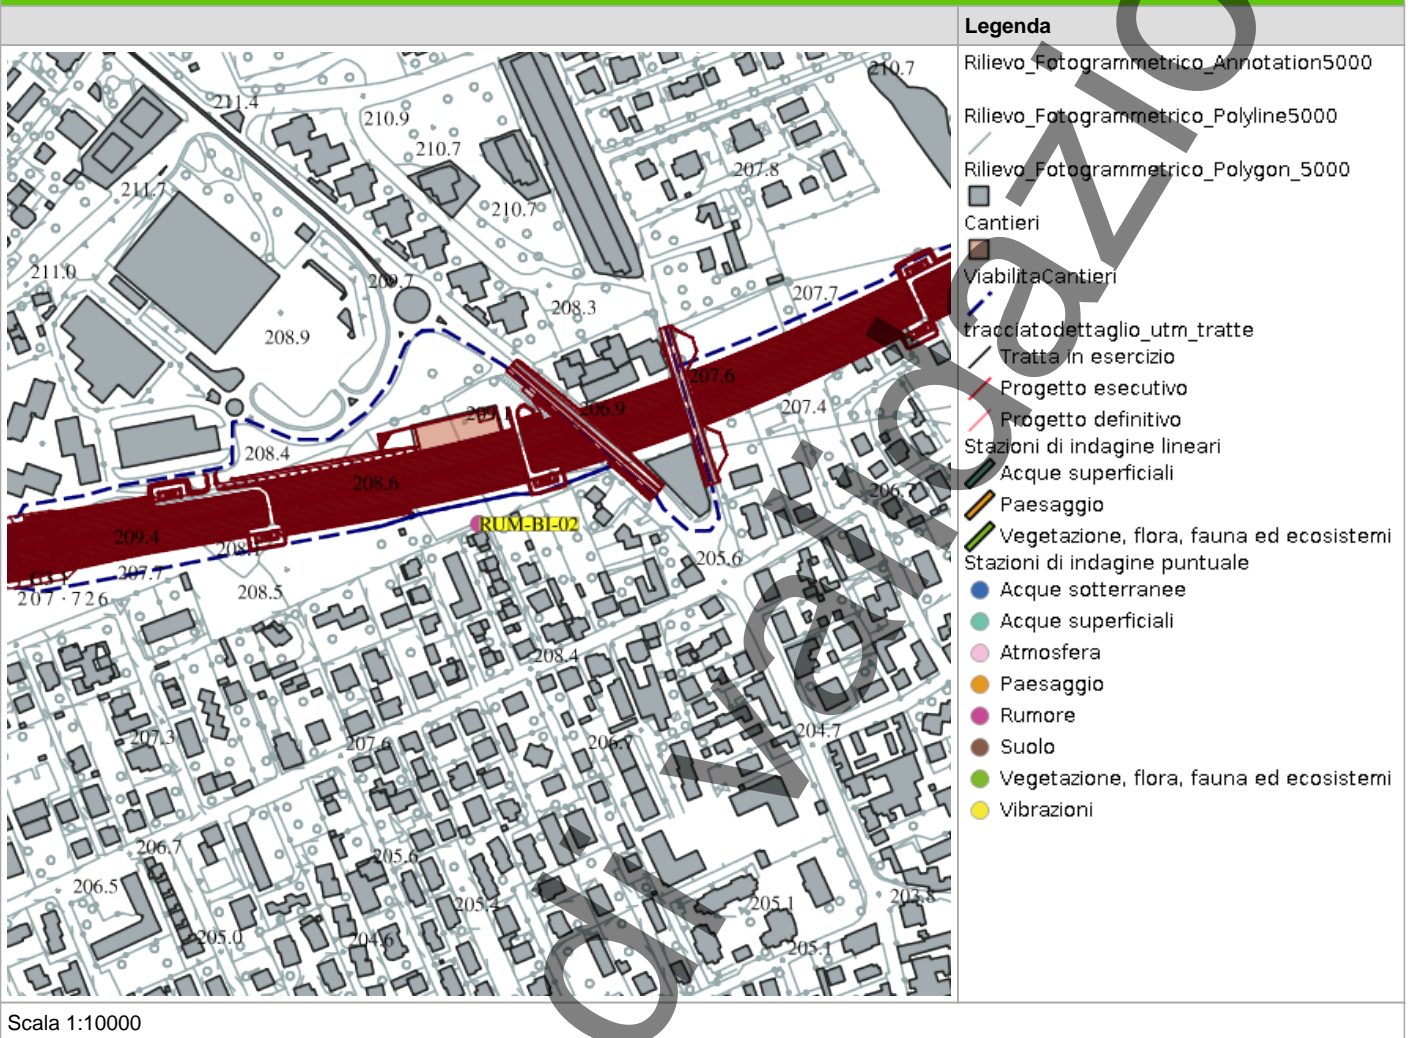 Legenda
Rilievo_Fotogrammetrico_Annotation5000
Rilievo_Fotogrammetrico_Polyline5000
Rilievo_Fotogrammetrico_Polygon_5000
Cantieri
ViabilitaCantieri
tracciatodettaglio_utm_tratte
Tratta in esercizio
Progetto esecutivo
Progetto definitivo
Stazioni di indagine lineari
Acque superficiali
Paesaggio
Vegetazione, flora, fauna ed ecosistemi
Stazioni di indagine puntuale
Acque sotterranee
Acque superficiali
Atmosfera
Paesaggio
Rumore
Suolo
Vegetazione, flora, fauna ed ecosistemi
Vibrazioni
210.7
211.4
210.9
210.7
207.8
211.7
210.7
211.0
209.7
207.7
208.3
208.9
207.6
209.1
206.9
207.4
208.4
208.6
RUM-BI-02
209.4
205.6
207.7
207·726
208.5
208.4
204.7
207.3
207.6
206.7
206.7
205.6
206.5
205.4
205.1
203.8
205.0
204.6
205.1
Scala 1:10000